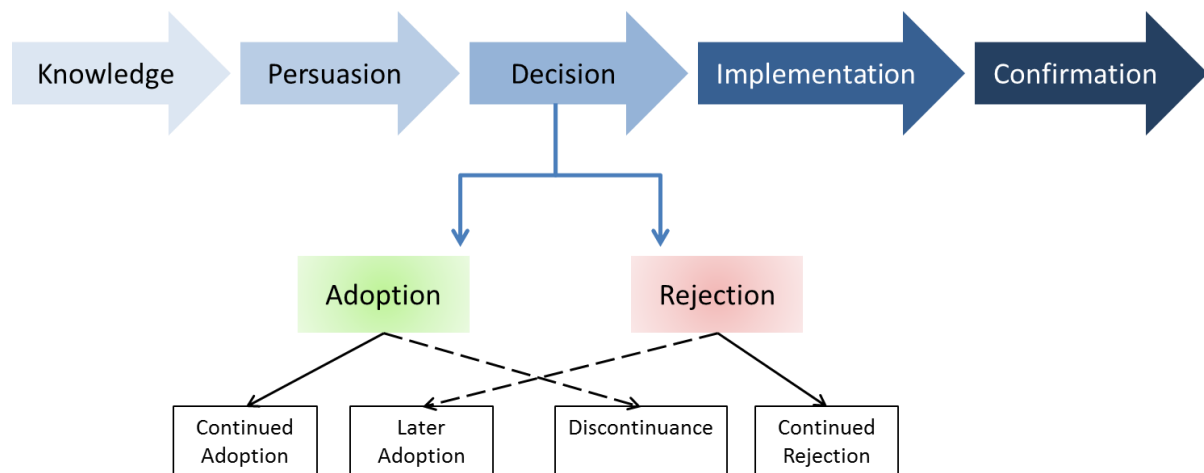 Knowledge
Persuasion
Decision
Implementation
Confirmation
Adoption
Rejection
Continued
Adoption
Later
Adoption
Discontinuance
Continued
Rejection